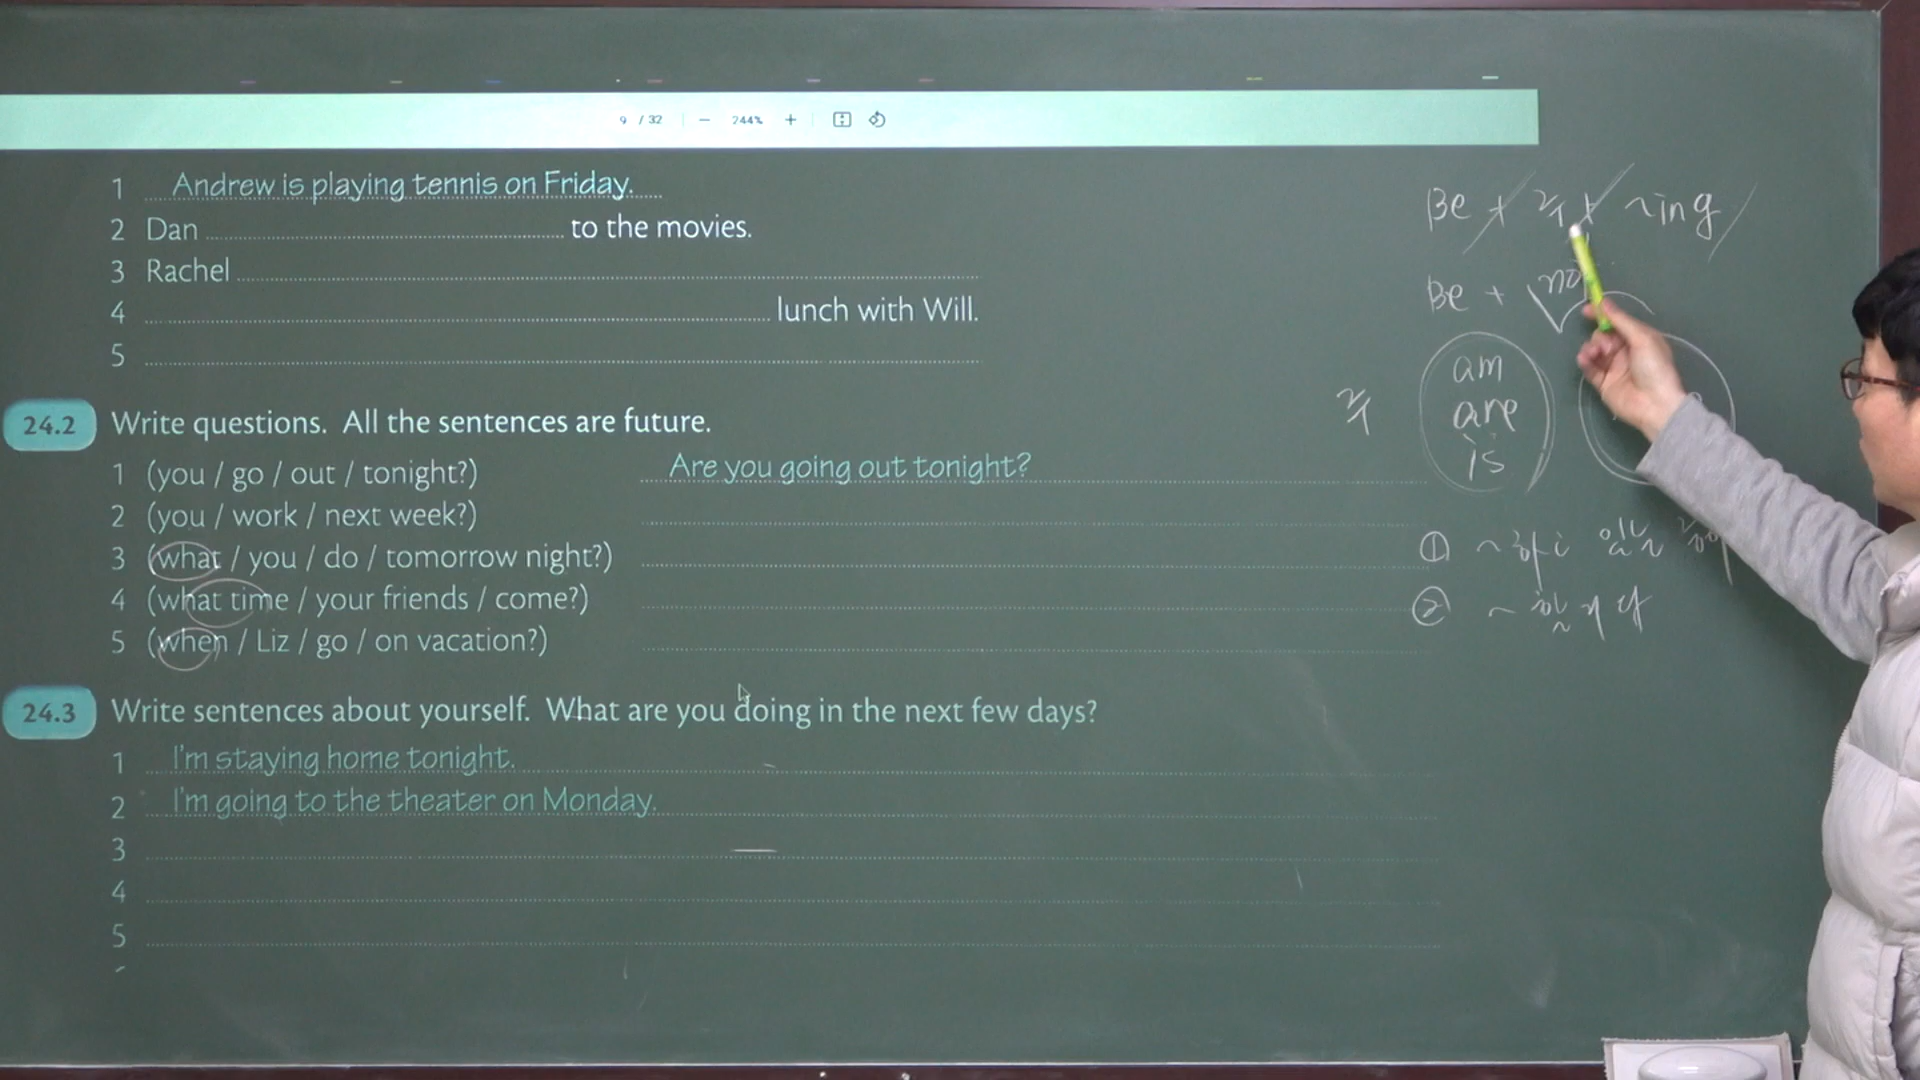 9 / 32 − 244% +
1 Andrew is playing tennis on Friday.
2 Dan to the movies.
3 Rachel
4 lunch with Will.
5
24.2 Write questions. All the sentences are future.
1 (you / go / out / tonight?) Are you going out tonight?
2 (you / work / next week?)
3 (what / you / do / tomorrow night?)
4 (what time / your friends / come?)
5 (when / Liz / go / on vacation?)
24.3 Write sentences about yourself. What are you doing in the next few days?
1 I'm staying home tonight.
2 I'm going to the theater on Monday.
3
4
5
Be + 주 + ~ing
Be +
주
am
are
is
①
② ~